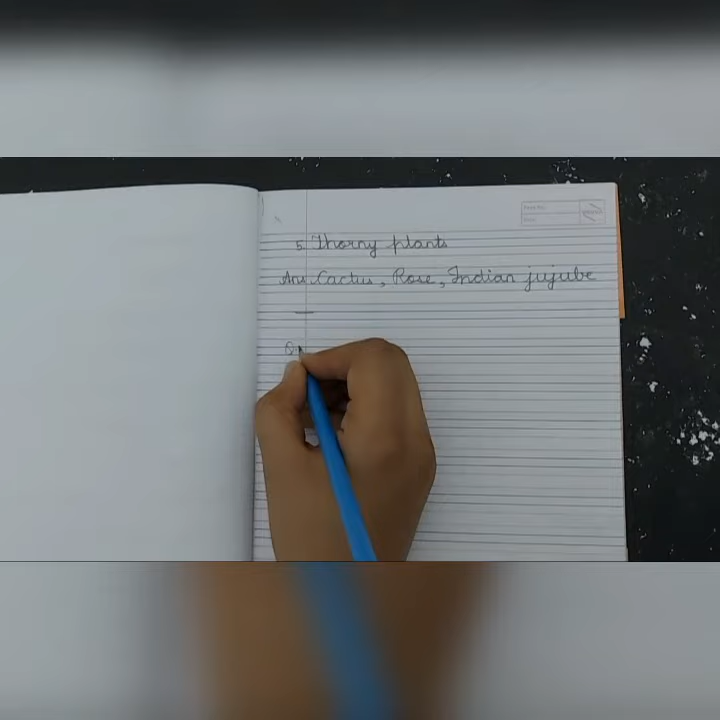 5. Thorny plants
Ans. Cactus, Rose, Indian jujube
Q